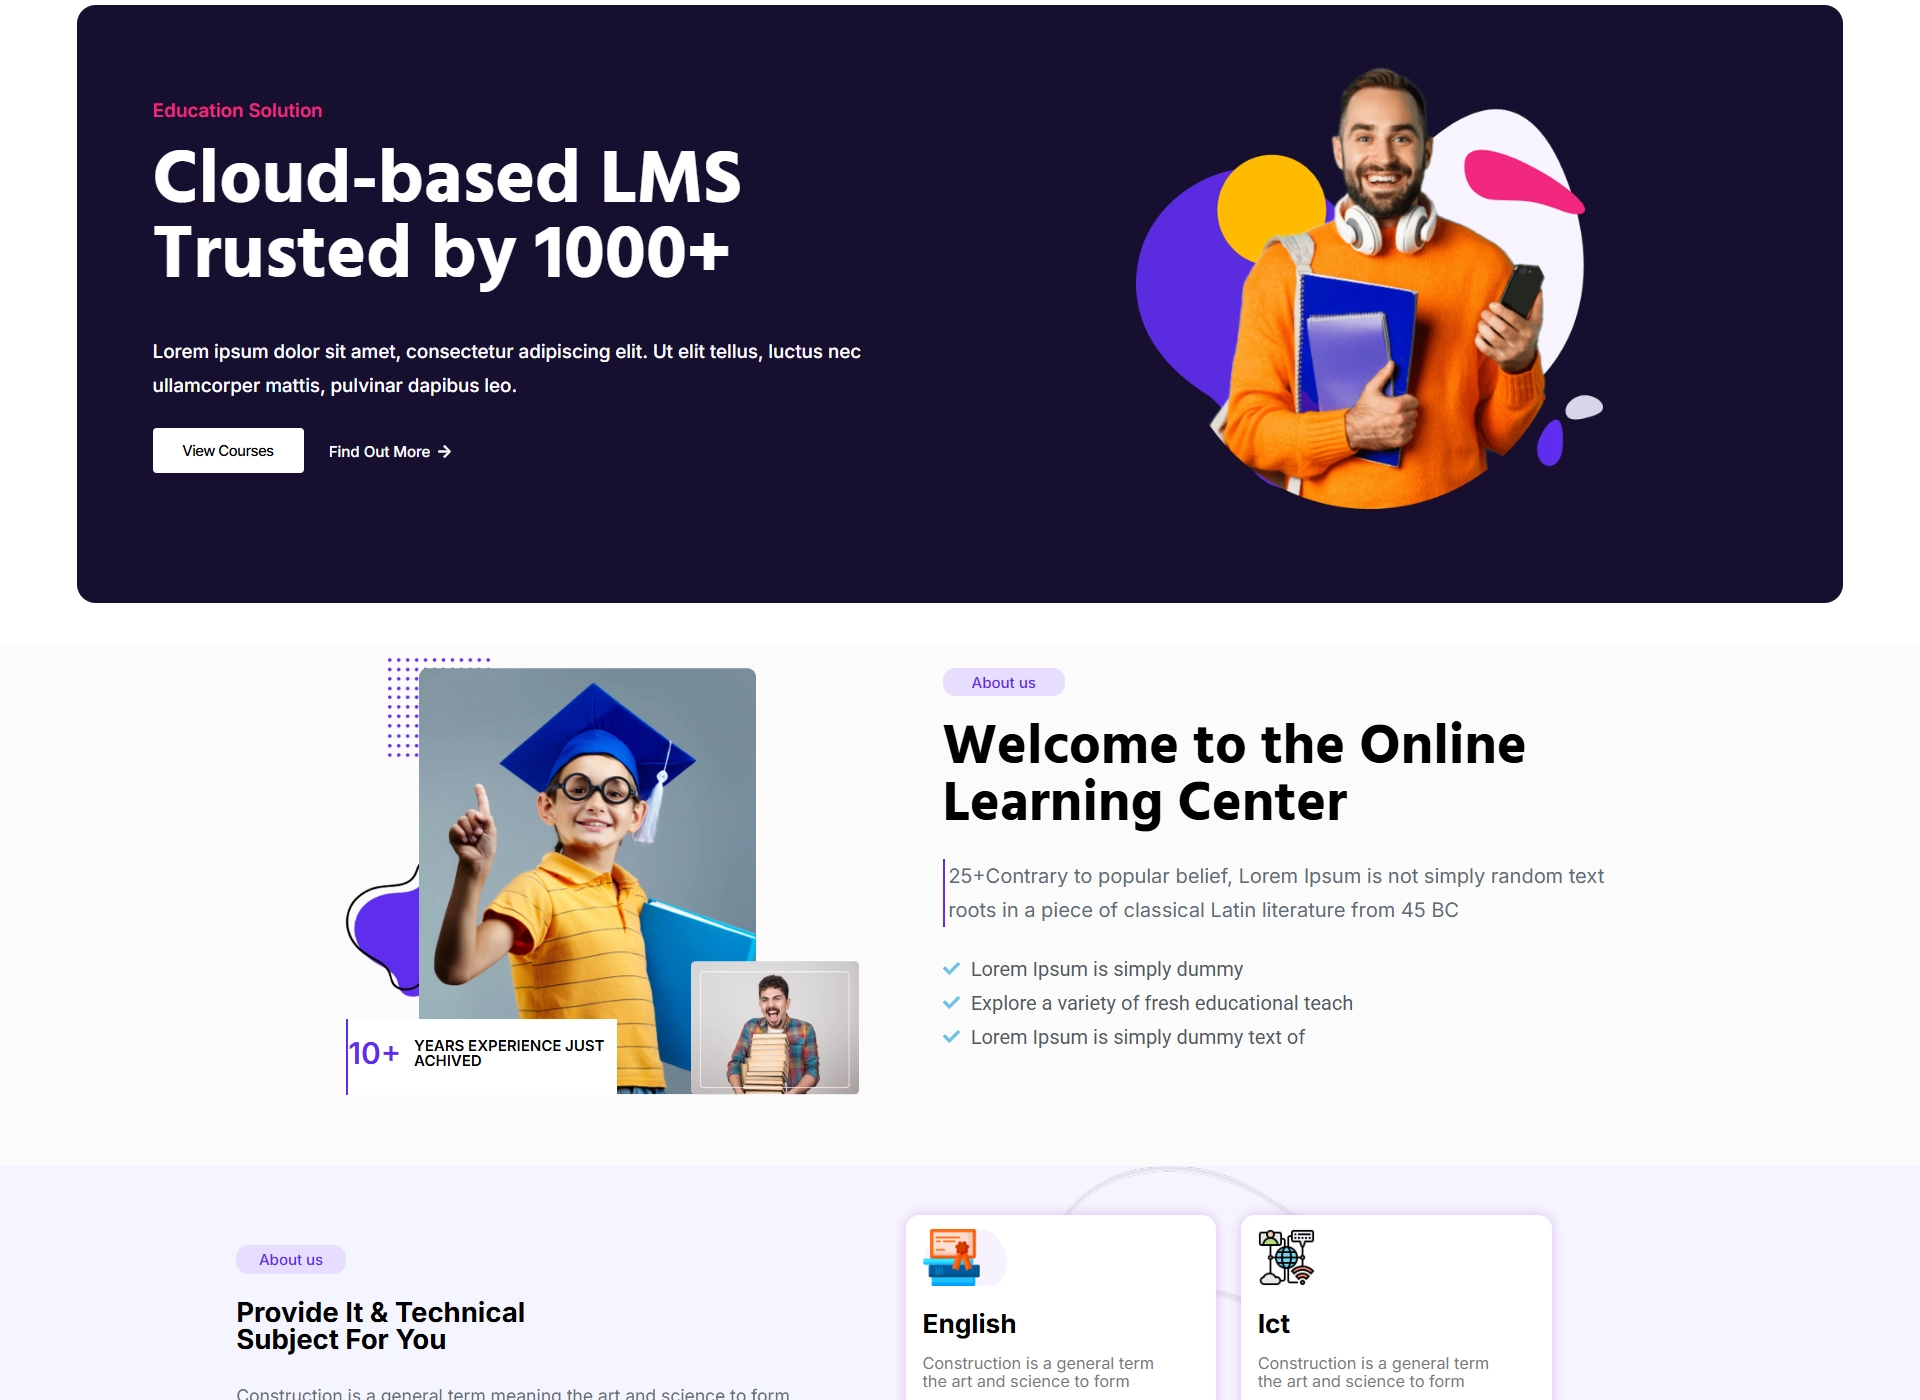 Education Solution
Cloud-based LMS
Trusted by 1000+
Lorem ipsum dolor sit amet, consectetur adipiscing elit. Ut elit tellus, luctus nec
ullamcorper mattis, pulvinar dapibus leo.
View Courses
Find Out More
About us
Welcome to the Online
Learning Center
25+Contrary to popular belief, Lorem Ipsum is not simply random text
roots in a piece of classical Latin literature from 45 BC
Lorem Ipsum is simply dummy
Explore a variety of fresh educational teach
Lorem Ipsum is simply dummy text of
10+
YEARS EXPERIENCE JUST
ACHIVED
About us
Provide It & Technical
Subject For You
Construction is a general term meaning the art and science to form
English
Construction is a general term
the art and science to form
Ict
Construction is a general term
the art and science to form